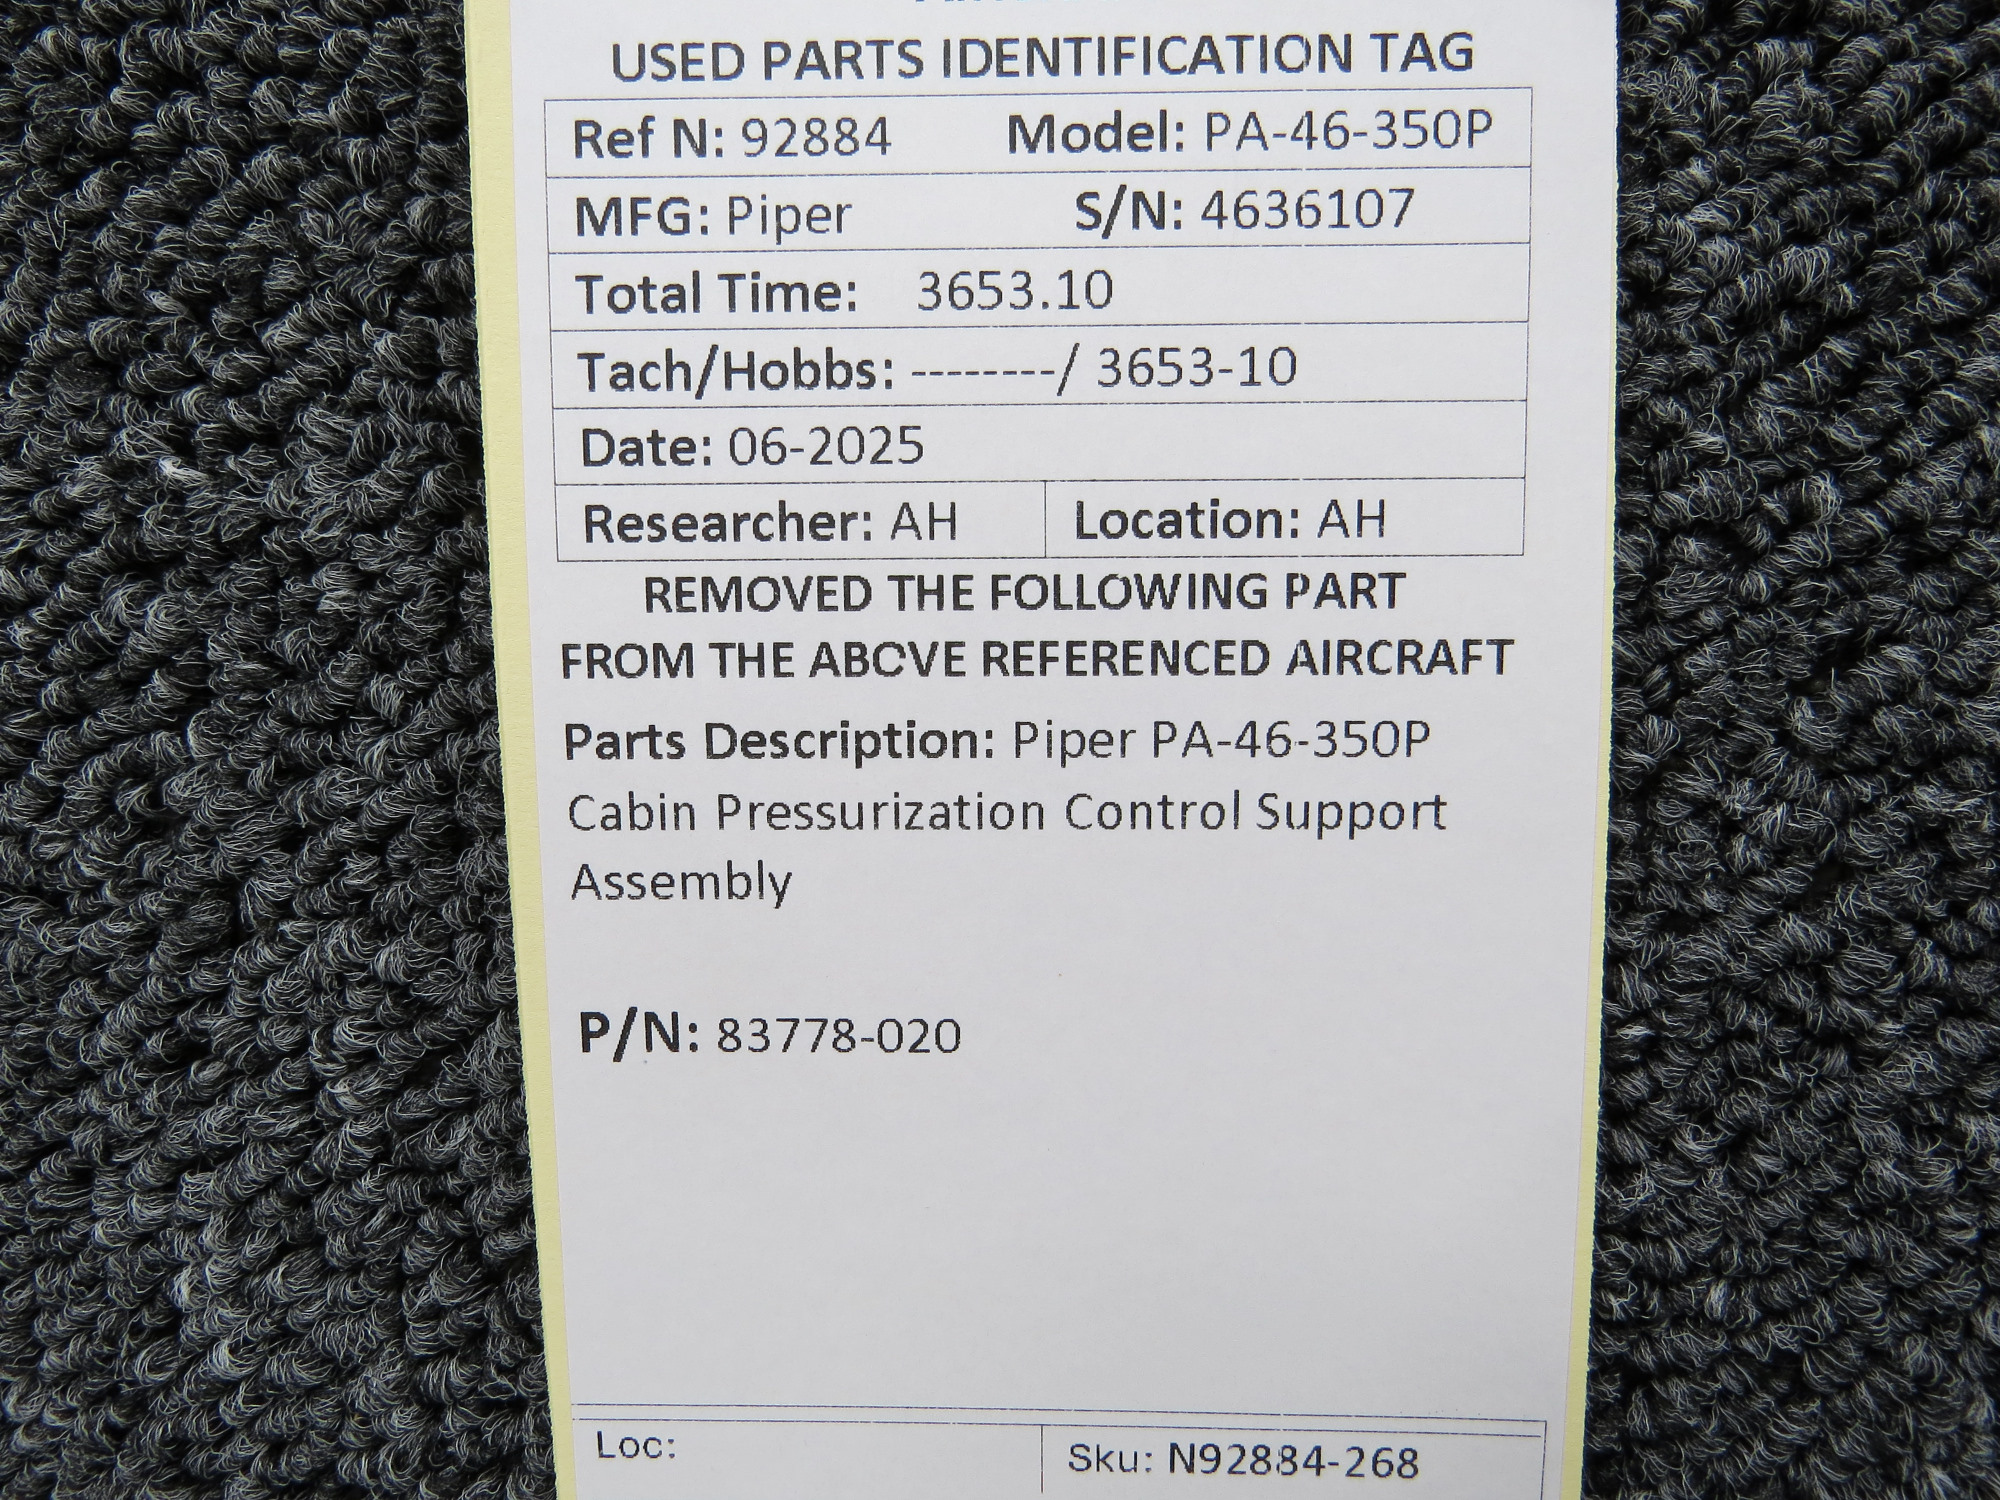 USED PARTS IDENTIFICATION TAG
Ref N: 92884 Model: PA-46-350P
MFG: Piper S/N: 4636107
Total Time: 3653.10
Tach/Hobbs: --------/ 3653-10
Date: 06-2025
Researcher: AH Location: AH
REMOVED THE FOLLOWING PART
FROM THE ABOVE REFERENCED AIRCRAFT
Parts Description: Piper PA-46-350P
Cabin Pressurization Control Support
Assembly
P/N: 83778-020
Loc: Sku: N92884-268